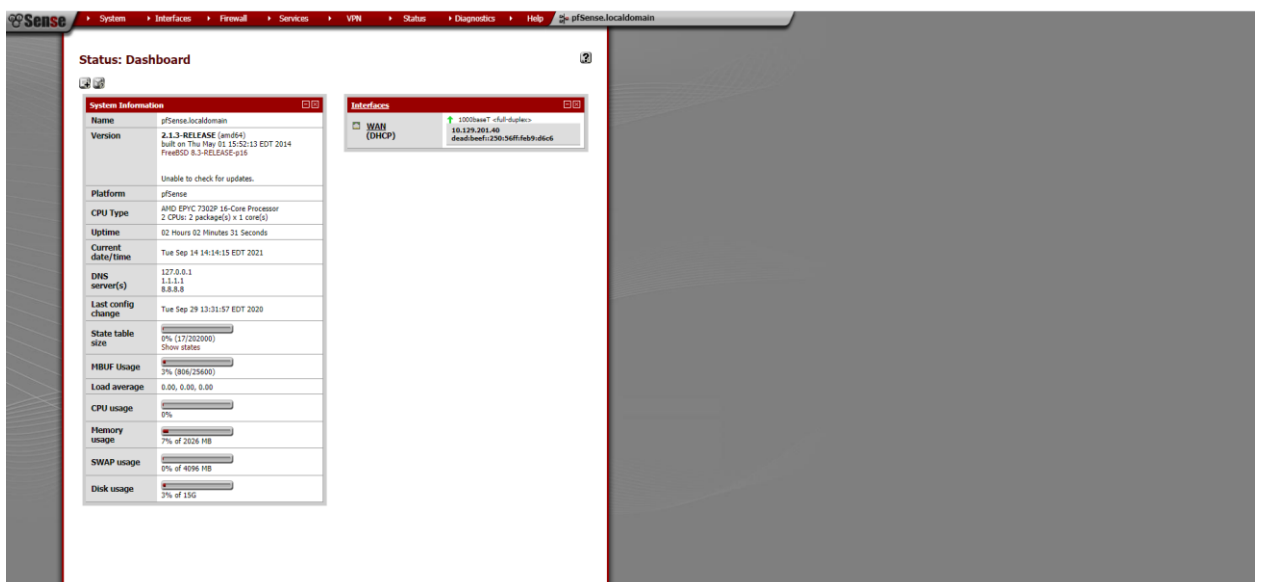 Sense System Interfaces Firewall Services VPN Status Diagnostics Help pfSense.localdomain
Status: Dashboard
?
System Information
Name pfSense.localdomain
Version 2.1.3-RELEASE (amd64)
built on Thu May 01 15:52:13 EDT 2014
FreeBSD 8.3-RELEASE-p16
Unable to check for updates.
Platform pfSense
CPU Type AMD EPYC 7302P 16-Core Processor
2 CPUs: 2 package(s) x 1 core(s)
Uptime 02 Hours 02 Minutes 31 Seconds
Current
date/time Tue Sep 14 14:14:15 EDT 2021
DNS
server(s) 127.0.0.1
1.1.1.1
8.8.8.8
Last config
change Tue Sep 29 13:31:57 EDT 2020
State table
size 0% (17/202000)
Show states
MBUF Usage 3% (806/25600)
Load average 0.00, 0.00, 0.00
CPU usage 0%
Memory
usage 7% of 2026 MB
SWAP usage 0% of 4096 MB
Disk usage 3% of 15G
Interfaces
WAN
(DHCP)
1000baseT <full-duplex>
10.129.201.40
dead:beef::250:56ff:feb9:d6c6